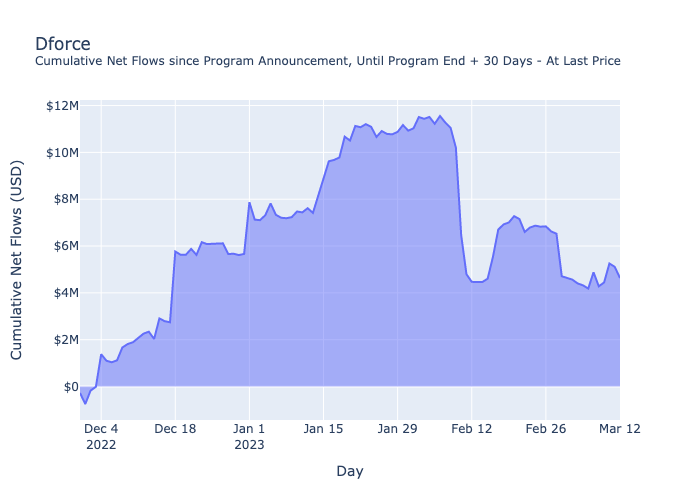 Dforce
Cumulative Net Flows since Program Announcement, Until Program End + 30 Days - At Last Price
$12M
$10M
$8M
$6M
$4M
$2M
$0
Cumulative Net Flows (USD)
Dec 4 Dec 18 Jan 1 Jan 15 Jan 29 Feb 12 Feb 26 Mar 12
2022 2023
Day